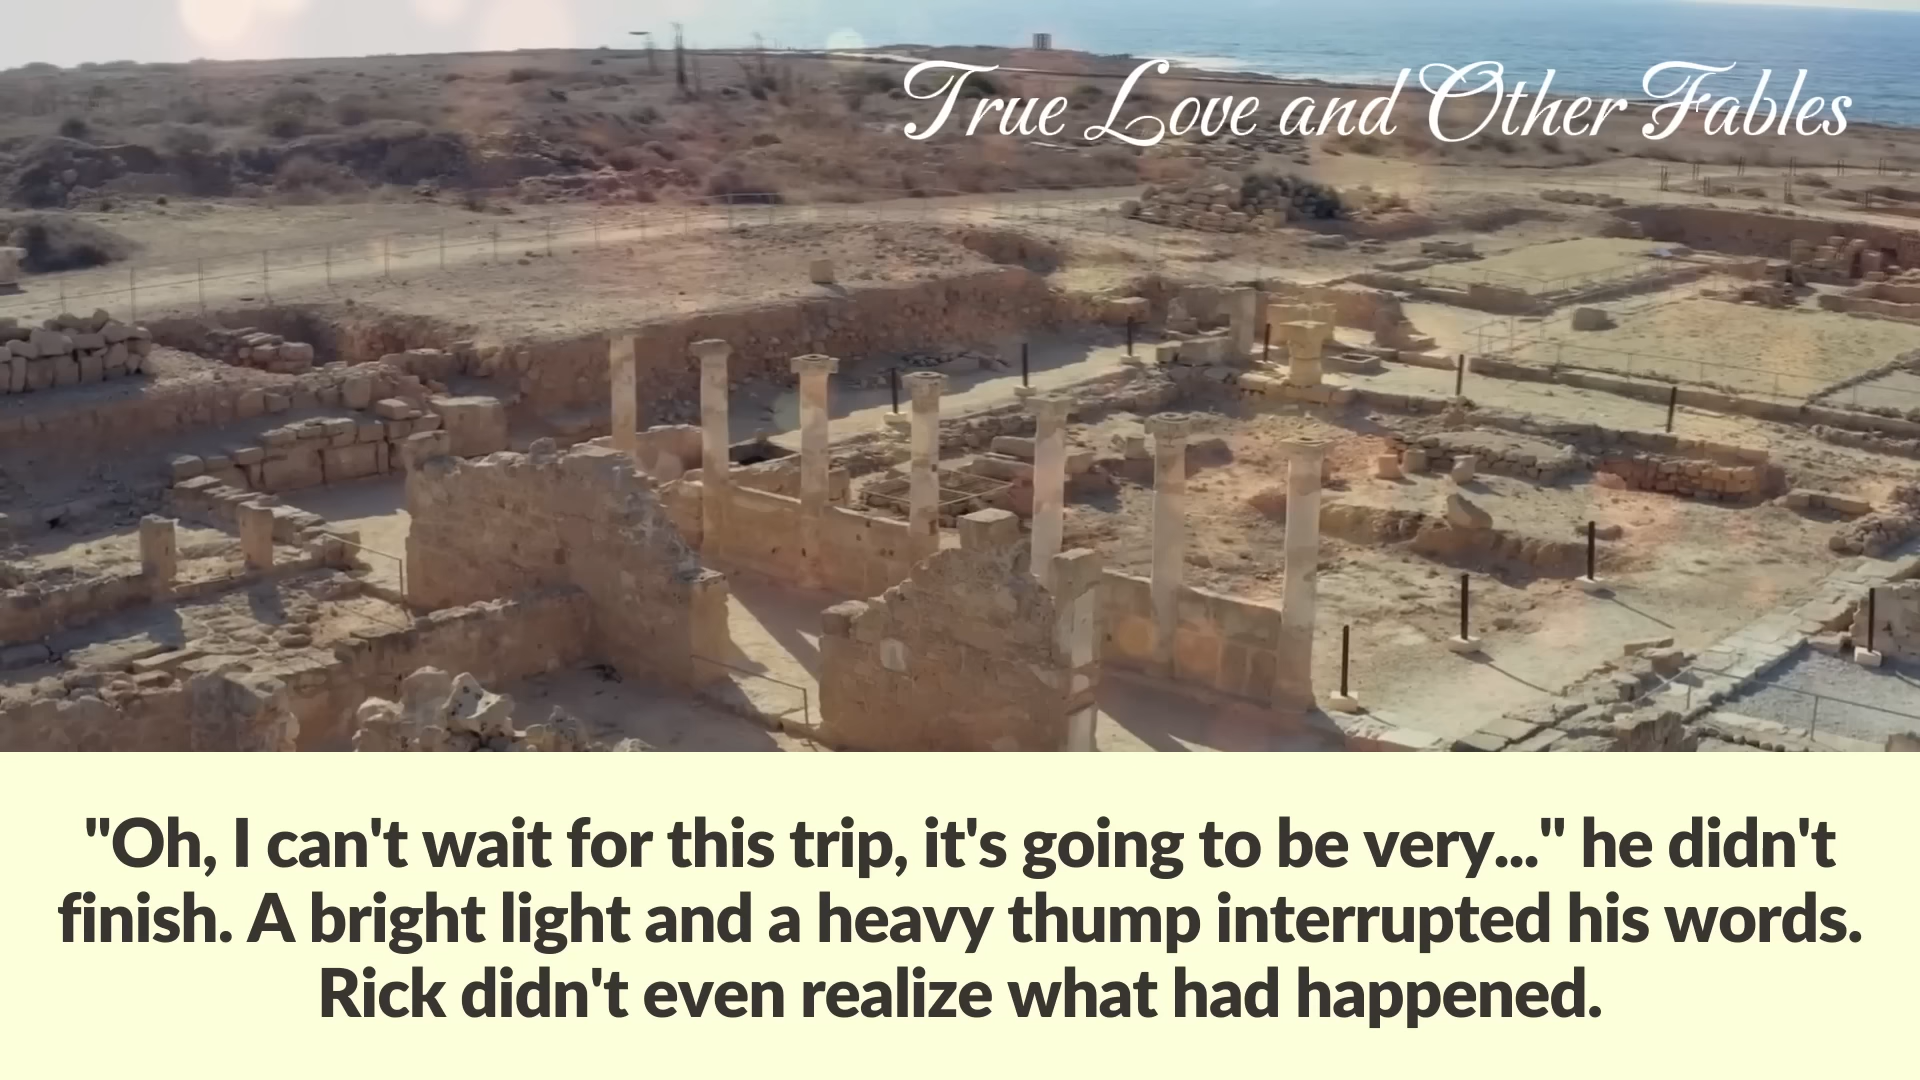 True Love and Other Fables
"Oh, I can't wait for this trip, it's going to be very..." he didn't
finish. A bright light and a heavy thump interrupted his words.
Rick didn't even realize what had happened.